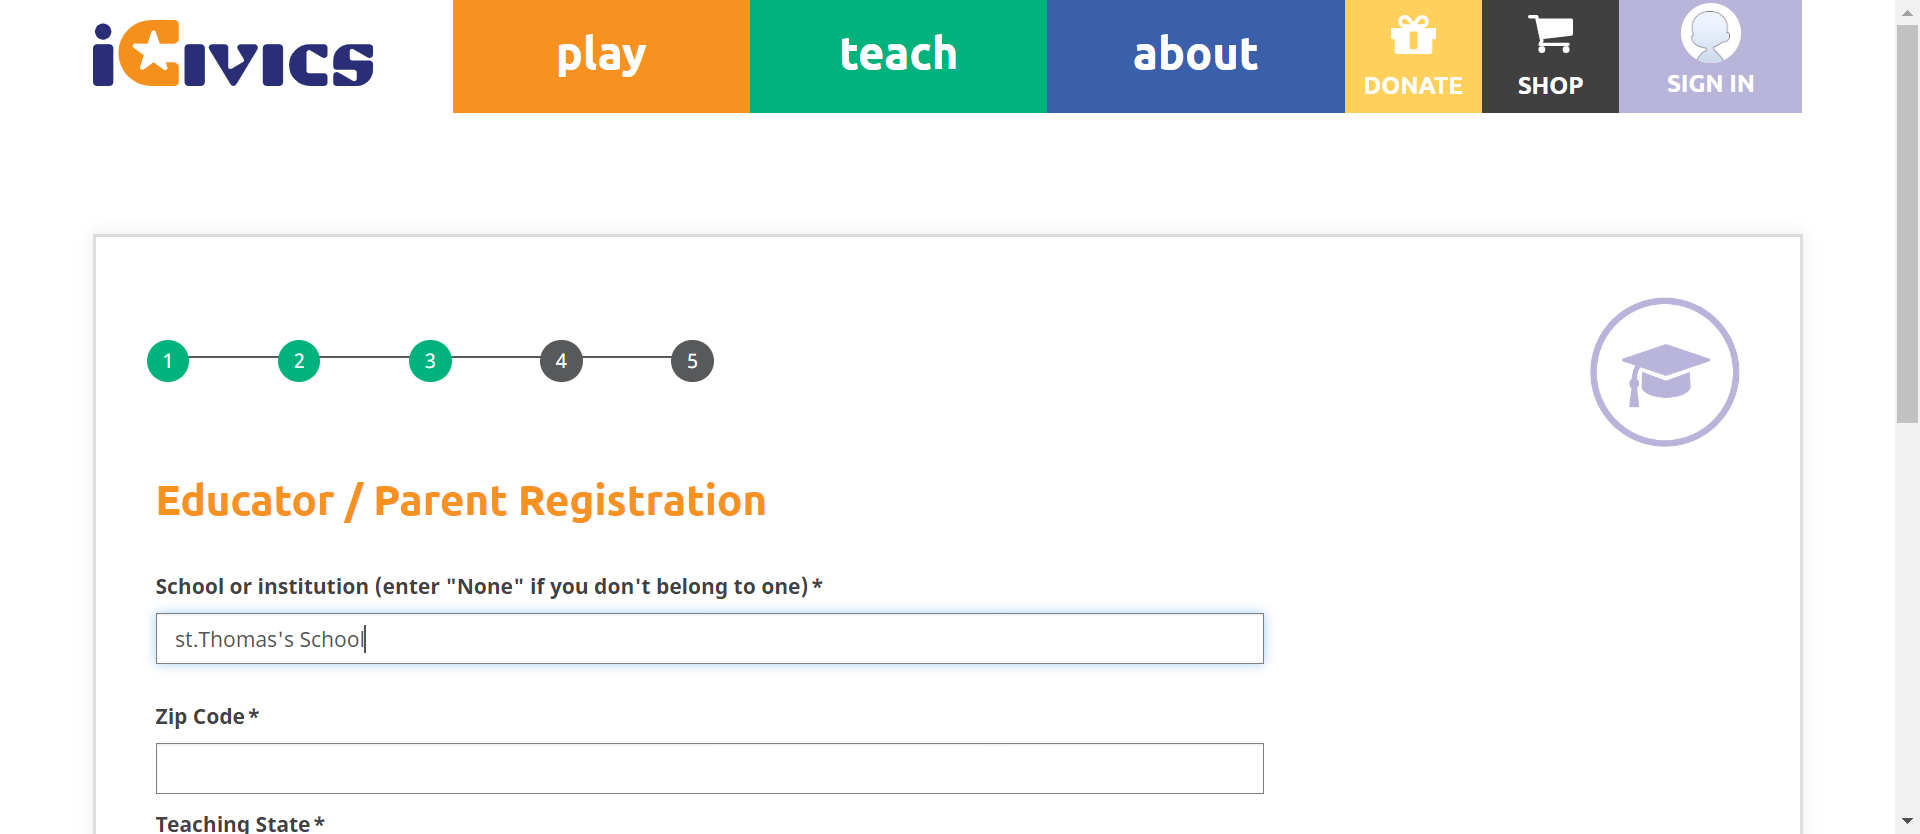 iCivics
play
teach
about
DONATE
SHOP
SIGN IN
1 2 3 4 5
Educator / Parent Registration
School or institution (enter "None" if you don't belong to one) *
st.Thomas's School
Zip Code *
Teaching State *